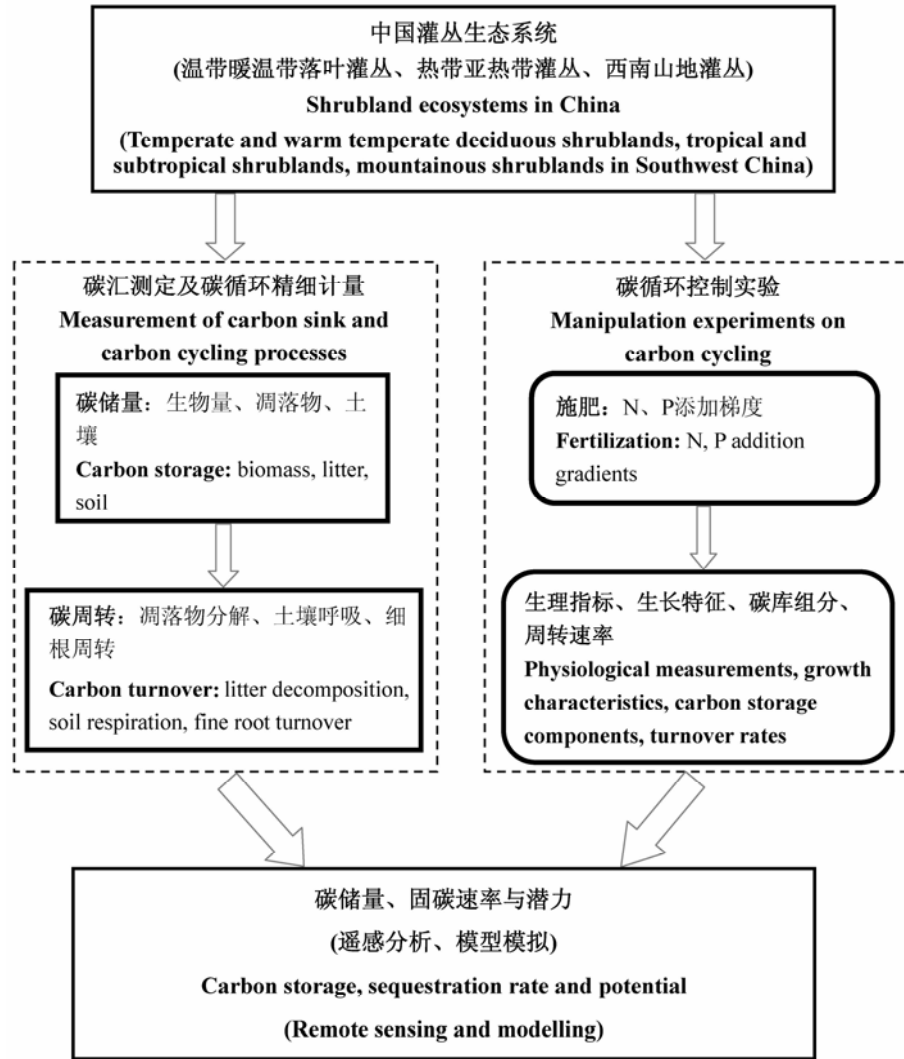 中国灌丛生态系统
(温带暖温带落叶灌丛、热带亚热带灌丛、西南山地灌丛)
Shrubland ecosystems in China
(Temperate and warm temperate deciduous shrublands, tropical and
subtropical shrublands, mountainous shrublands in Southwest China)
碳汇测定及碳循环精细计量
Measurement of carbon sink and
carbon cycling processes
碳储量：生物量、凋落物、土
壤
Carbon storage: biomass, litter,
soil
碳周转：凋落物分解、土壤呼吸、细
根周转
Carbon turnover: litter decomposition,
soil respiration, fine root turnover
碳循环控制实验
Manipulation experiments on
carbon cycling
施肥：N、P添加梯度
Fertilization: N, P addition
gradients
生理指标、生长特征、碳库组分、
周转速率
Physiological measurements, growth
characteristics, carbon storage
components, turnover rates
碳储量、固碳速率与潜力
(遥感分析、模型模拟)
Carbon storage, sequestration rate and potential
(Remote sensing and modelling)